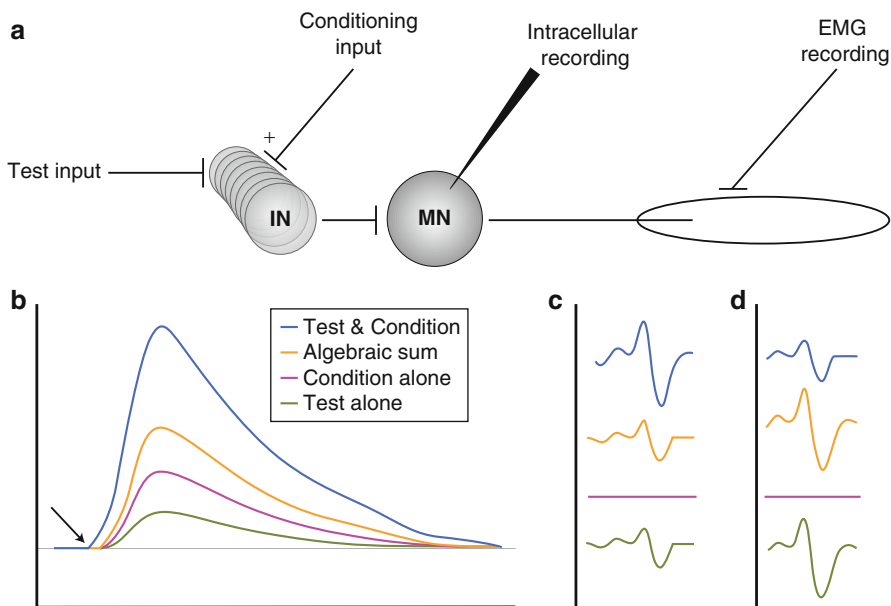 a
Conditioning
input
Intracellular
recording
EMG
recording
+
Test input
IN
MN
b
Test & Condition
Algebraic sum
Condition alone
Test alone
c
d